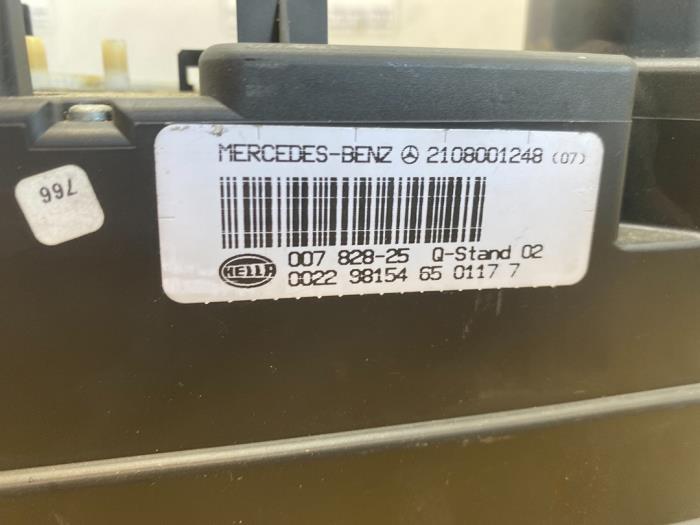 MERCEDES-BENZ 2108001248 (07)
007 828-25 Q-Stand 02
HELLA
0022 98154 65 0117 7
766